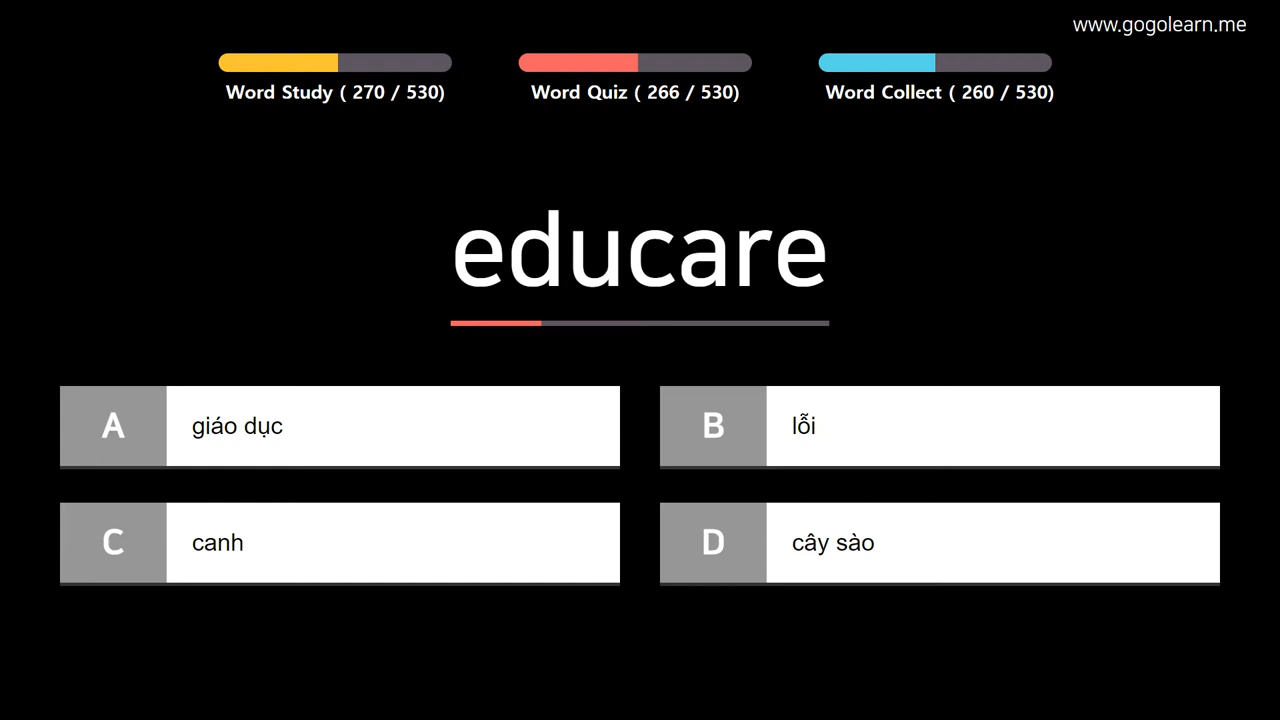 www.gogolearn.me
Word Study ( 270 / 530)
Word Quiz ( 266 / 530)
Word Collect ( 260 / 530)
educare
A giáo dục
B lỗi
C canh
D cây sào